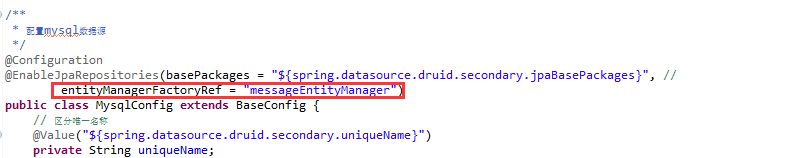 /**
 * 配置mysql数据源
 */
@Configuration
@EnableJpaRepositories(basePackages = "${spring.datasource.druid.secondary.jpaBasePackages}", //
        entityManagerFactoryRef = "messageEntityManager")
public class MysqlConfig extends BaseConfig {
    // 区分唯一名称
    @Value("${spring.datasource.druid.secondary.uniqueName}")
    private String uniqueName;